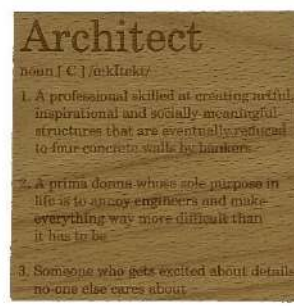 Architect
noun [ C ] /ɑːkɪtekt/
1. A professional skilled at creating artful,
inspirational and socially meaningful
structures that are eventually reduced
to four concrete walls by bankers
2. A prima donna whose sole purpose in
life is to annoy engineers and make
everything way more difficult than
it has to be
3. Someone who gets excited about details
no-one else cares about